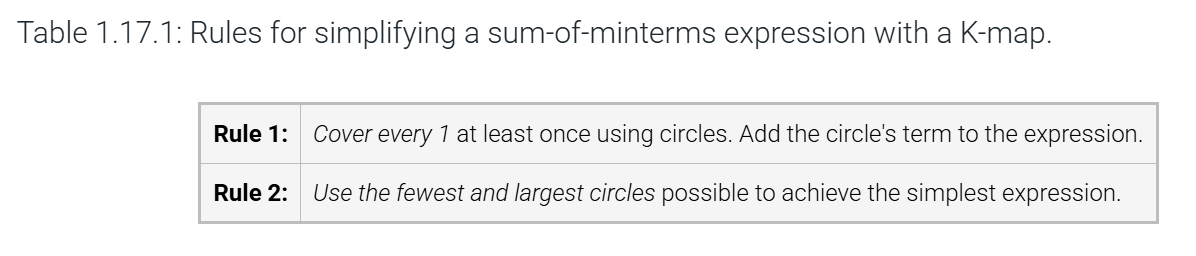 Table 1.17.1: Rules for simplifying a sum-of-minterms expression with a K-map.
Rule 1: Cover every 1 at least once using circles. Add the circle's term to the expression.
Rule 2: Use the fewest and largest circles possible to achieve the simplest expression.